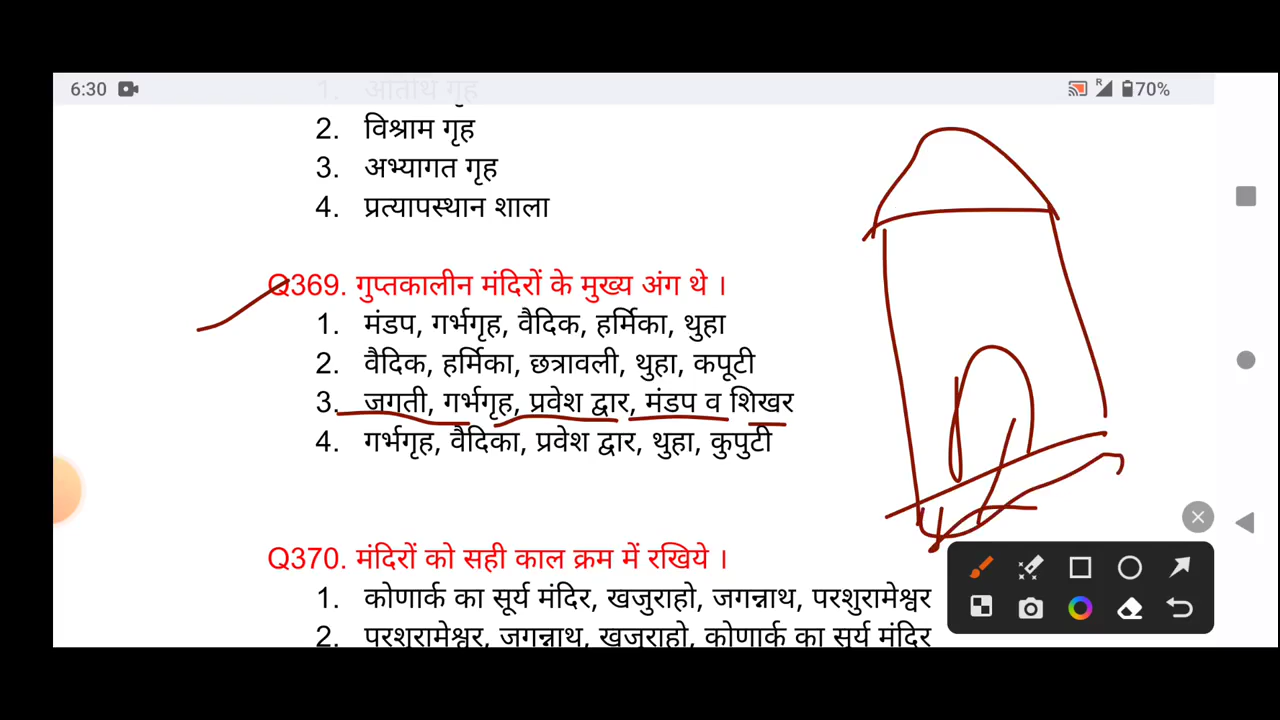 6:30 R 70%
1. आतिथि गृह
2. विश्राम गृह
3. अभ्यागत गृह
4. प्रत्यापस्थान शाला
Q369. गुप्तकालीन मंदिरों के मुख्य अंग थे ।
1. मंडप, गर्भगृह, वैदिक, हर्मिका, थुहा
2. वैदिक, हर्मिका, छत्रावली, थुहा, कपूटी
3. जगती, गर्भगृह, प्रवेश द्वार, मंडप व शिखर
4. गर्भगृह, वैदिका, प्रवेश द्वार, थुहा, कुपुटी
Q370. मंदिरों को सही काल क्रम में रखिये ।
1. कोणार्क का सूर्य मंदिर, खजुराहो, जगन्नाथ, परशुरामेश्वर
2. परशुरामेश्वर, जगन्नाथ, खजुराहो, कोणार्क का सूर्य मंदिर